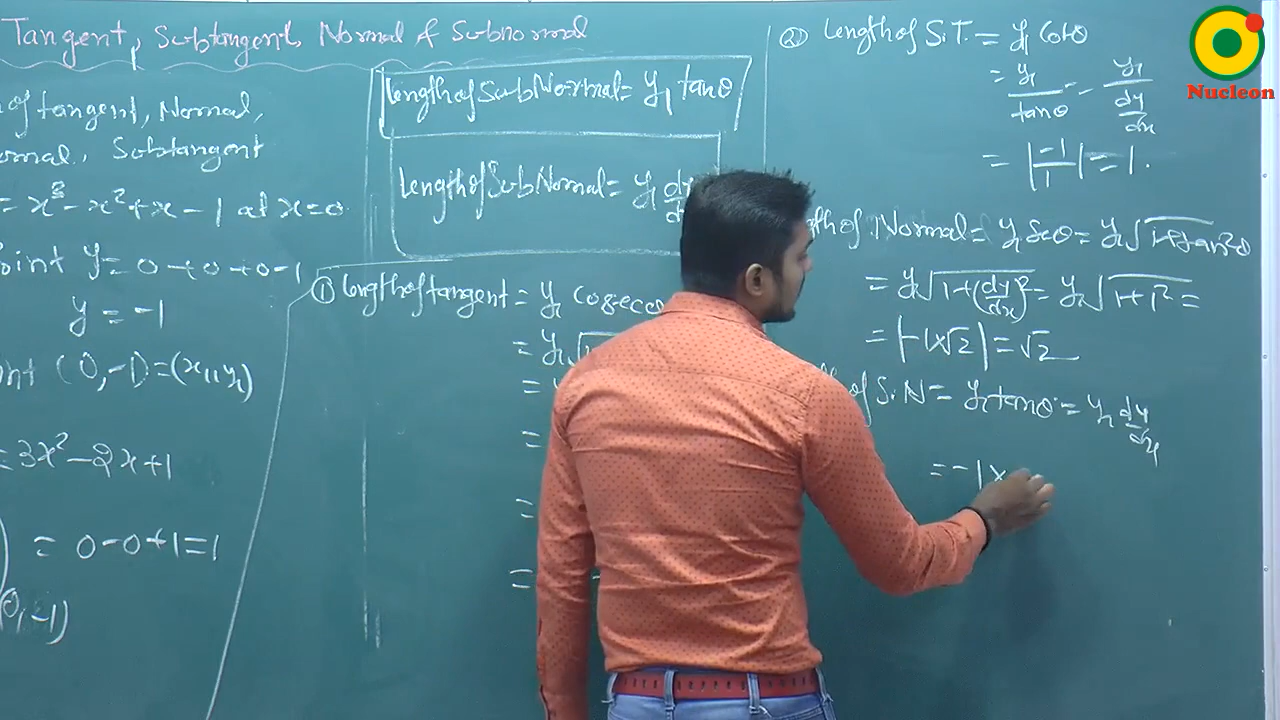 Tangent, Subtangent, Normal & Subnormal
of tangent, Normal,
Subtangent
= x³ - x² + x - 1 at x = 0
oint y = 0 - 0 + 0 - 1
y = -1
nt (0, -1) = (x₁, y₁)
= 3x² - 2x + 1
) = 0 - 0 + 1 = 1
(0, -1)
Length of SubNormal = y₁ tanθ
Length of SubNormal = y₁ dy
① Length of tangent = y₁ cosec
= y₁√
=
=
=
=
② Length of S.T. = y₁ cotθ
= y₁/tanθ = y₁/(dy/dx)
= |-1/1| = 1.
gth of Normal = y₁ secθ = y₁√1+tan²θ
= y₁√1+(dy/dx)² = y₁√1+1² =
= |-1×√2| = √2
of S.N = y₁ tanθ = y₁ dy/dx
= -1 ×
Nucleon